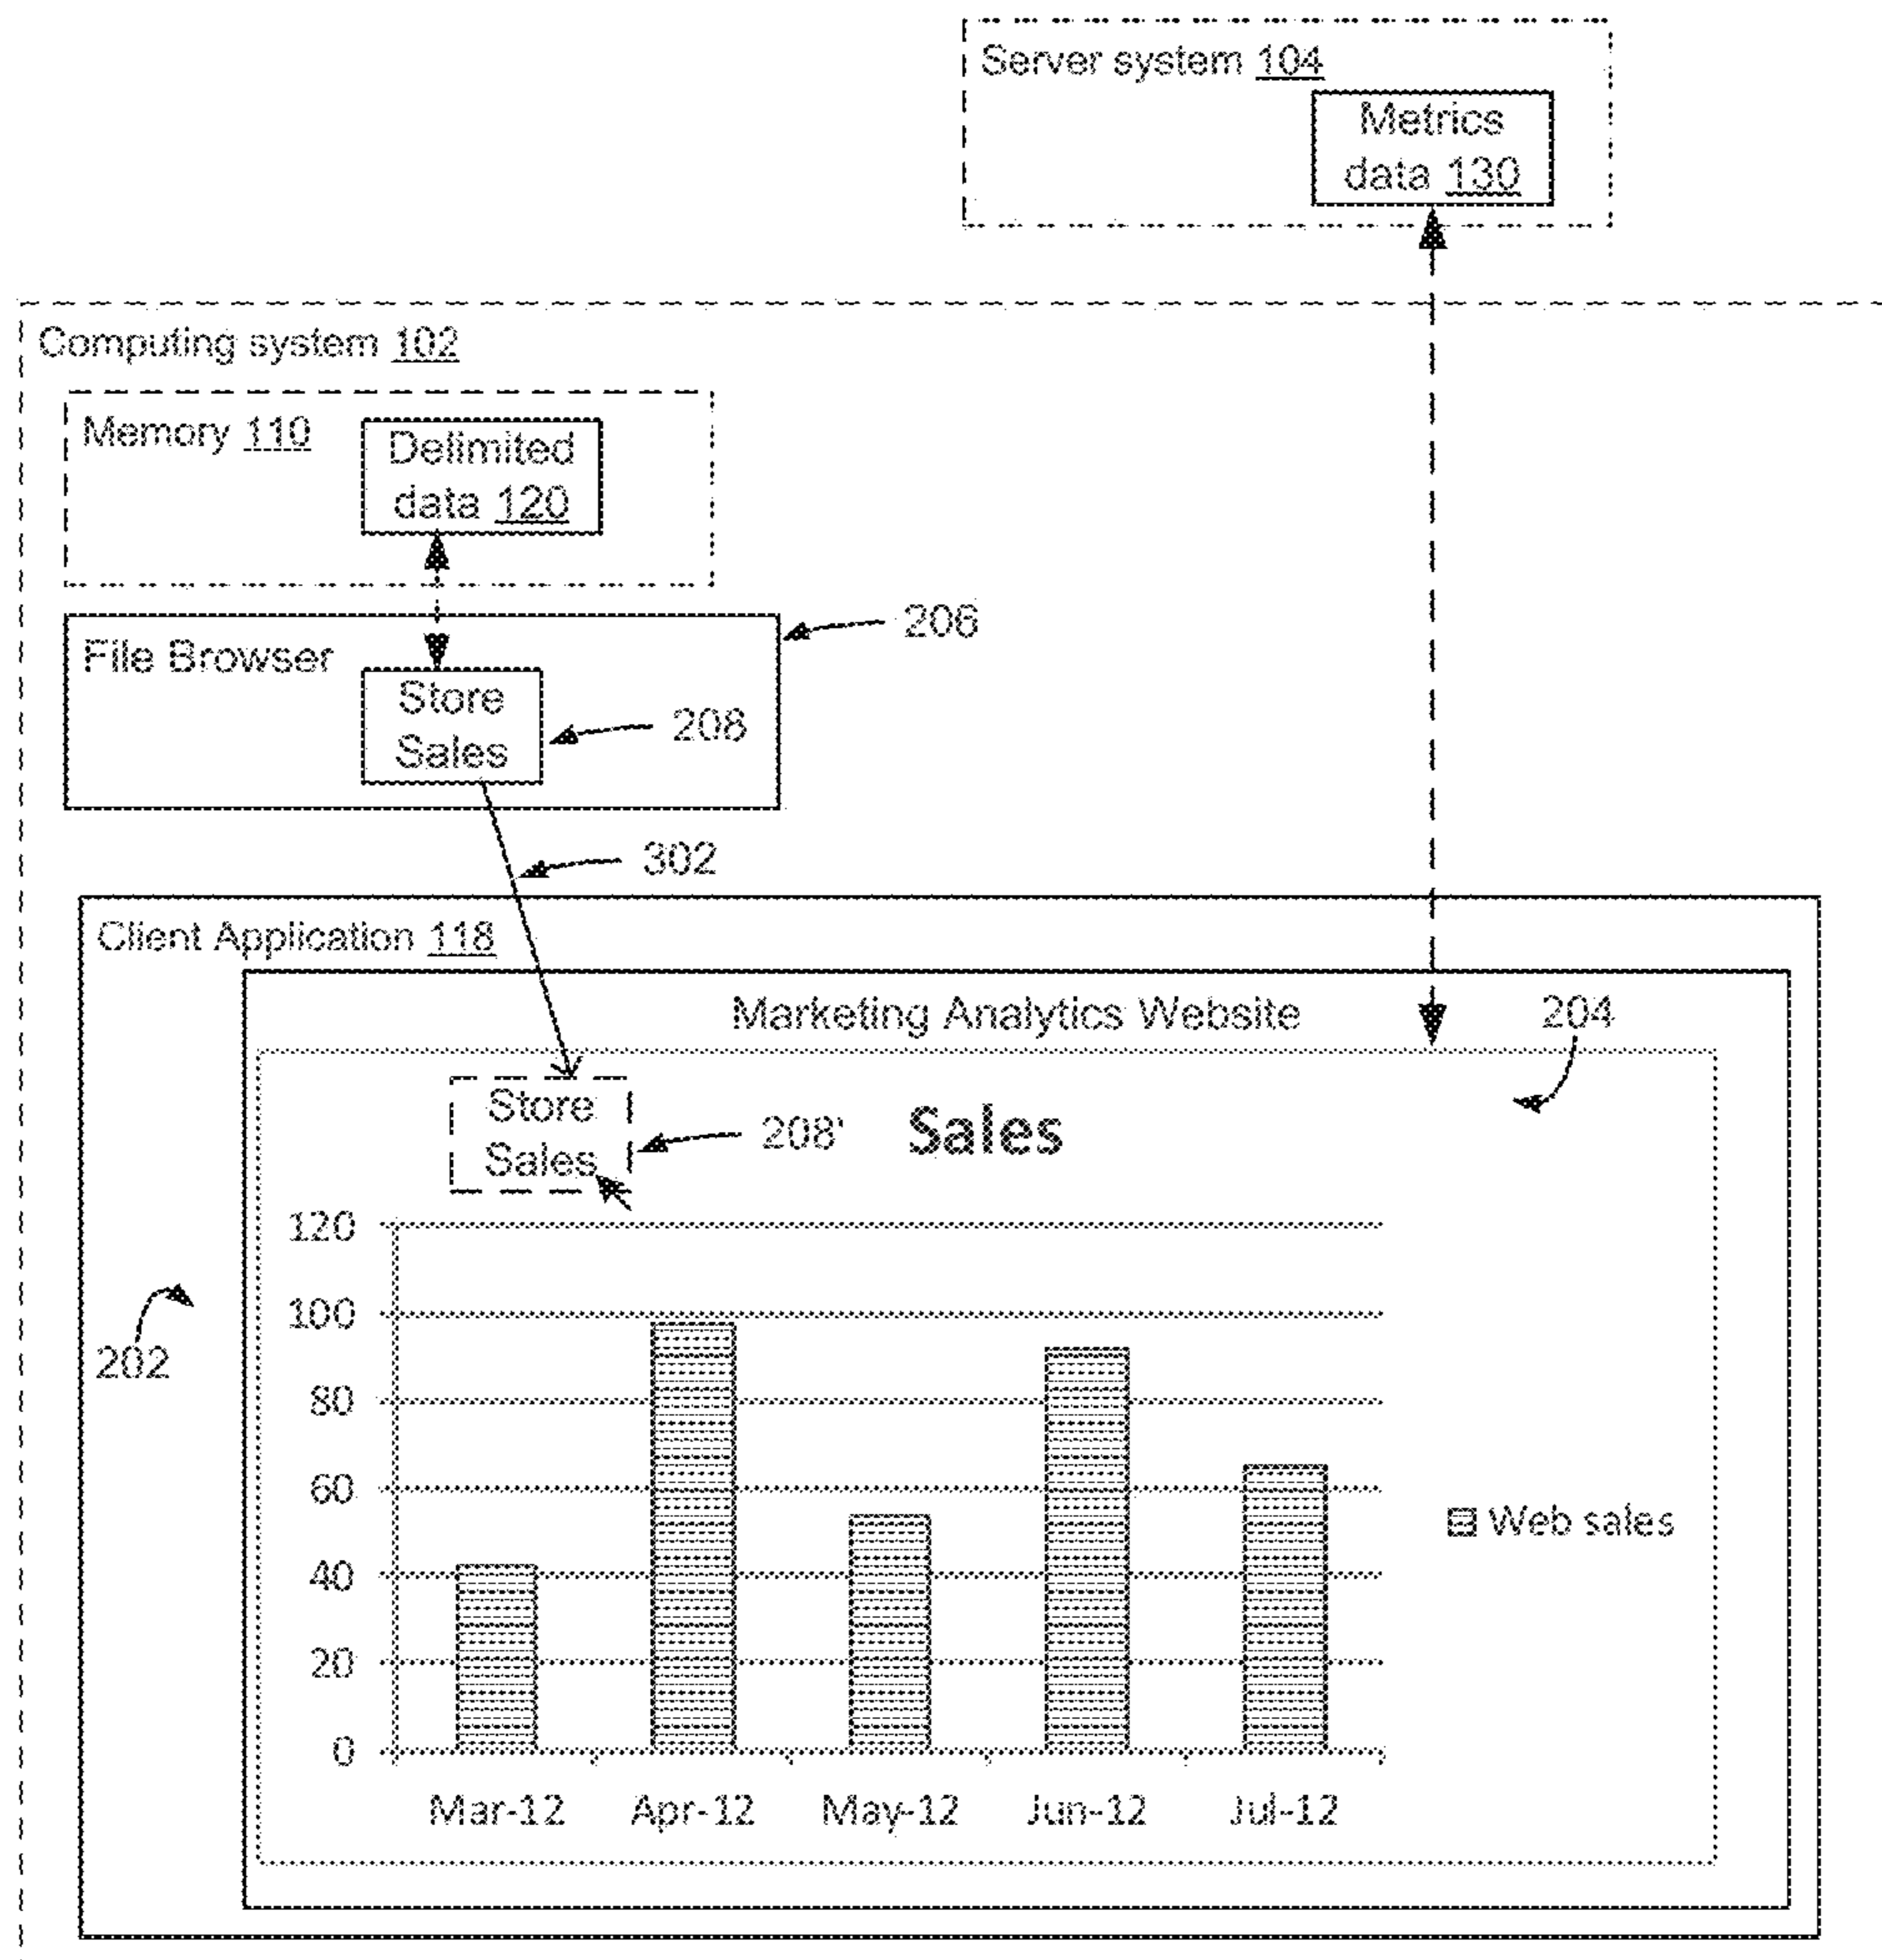 Server system 104
Metrics
data 130
Computing system 102
Memory 110
Delimited
data 120
206
File Browser
Store
Sales
208
302
Client Application 118
Marketing Analytics Website
204
Store
Sales
208'
Sales
120
100
80
60
40
20
0
202
Web sales
Mar-12 Apr-12 May-12 Jun-12 Jul-12